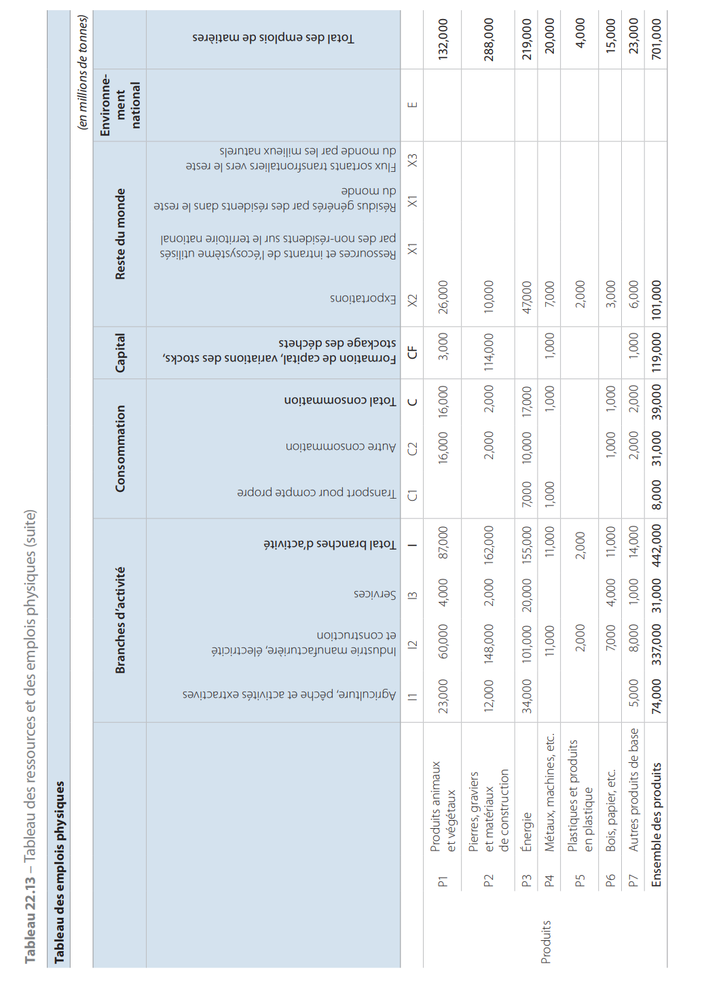 Tableau 22.13 – Tableau des ressources et des emplois physiques (suite)
Tableau des emplois physiques
(en millions de tonnes)
Branches d’activité Consommation Capital Reste du monde Environne-
ment
national
Agriculture, pêche et activités extractives
Industrie manufacturière, électricité
et construction
Services
Total branches d’activité
Transport pour compte propre
Autre consommation
Total consommation
Formation de capital, variations des stocks,
stockage des déchets
Exportations
Ressources et intrants de l’écosystème utilisés
par des non-résidents sur le territoire national
Résidus générés par des résidents dans le reste
du monde
Flux sortants transfrontaliers vers le reste
du monde par les milieux naturels
Total des emplois de matières
I1 I2 I3 I C1 C2 C CF X2 X1 X1 X3 E
Produits
P1 Produits animaux
et végétaux 23,000 60,000 4,000 87,000 16,000 16,000 3,000 26,000 132,000
P2 Pierres, graviers
et matériaux
de construction 12,000 148,000 2,000 162,000 2,000 2,000 114,000 10,000 288,000
P3 Énergie 34,000 101,000 20,000 155,000 7,000 10,000 17,000 47,000 219,000
P4 Métaux, machines, etc. 11,000 11,000 1,000 1,000 1,000 7,000 20,000
P5 Plastiques et produits
en plastique 2,000 2,000 2,000 4,000
P6 Bois, papier, etc. 7,000 4,000 11,000 1,000 1,000 3,000 15,000
P7 Autres produits de base 5,000 8,000 1,000 14,000 2,000 2,000 1,000 6,000 23,000
Ensemble des produits 74,000 337,000 31,000 442,000 8,000 31,000 39,000 119,000 101,000 701,000